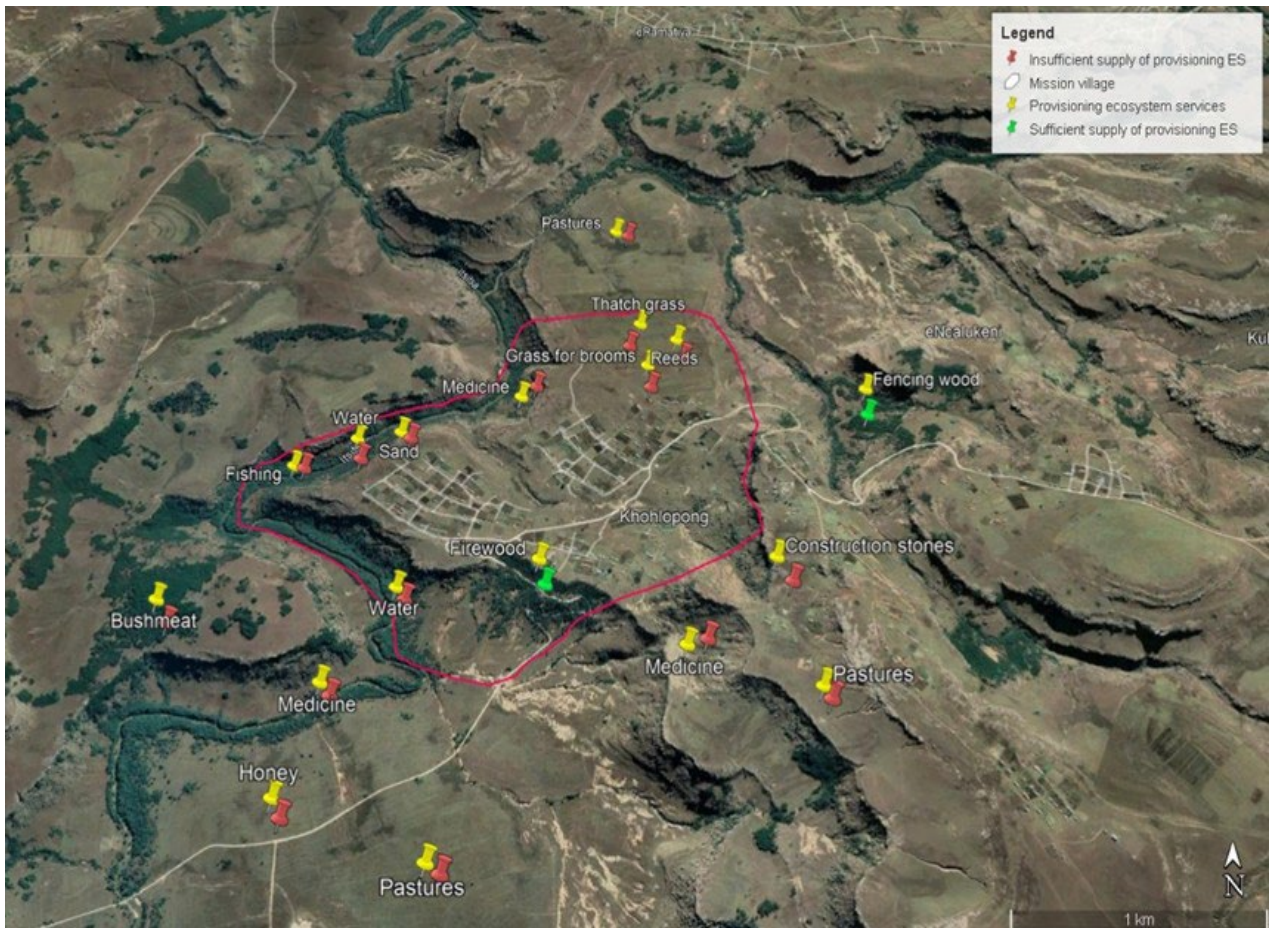 eRamatiya
Legend
Insufficient supply of provisioning ES
Mission village
Provisioning ecosystem services
Sufficient supply of provisioning ES
Pastures
Thatch grass
eNcalukeni
Grass for brooms
Reeds
Medicine
Fencing wood
Water
Sand
Fishing
Khohlopong
Firewood
Construction stones
Water
Bushmeat
Medicine
Pastures
Medicine
Honey
Pastures
N
1 km